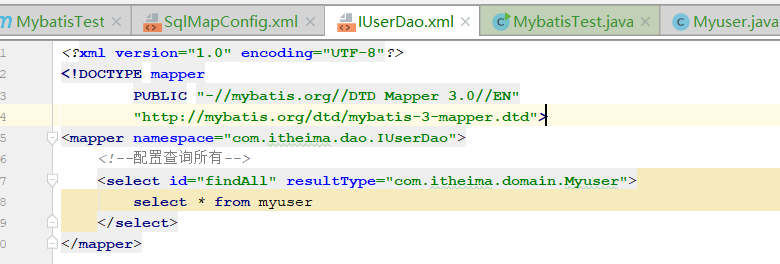 MybatisTest × SqlMapConfig.xml × IUserDao.xml × MybatisTest.java × Myuser.java
1 <?xml version="1.0" encoding="UTF-8"?>
2 <!DOCTYPE mapper
3 PUBLIC "-//mybatis.org//DTD Mapper 3.0//EN"
4 "http://mybatis.org/dtd/mybatis-3-mapper.dtd">
5 <mapper namespace="com.itheima.dao.IUserDao">
6 <!--配置查询所有-->
7 <select id="findAll" resultType="com.itheima.domain.Myuser">
8 select * from myuser
9 </select>
0 </mapper>